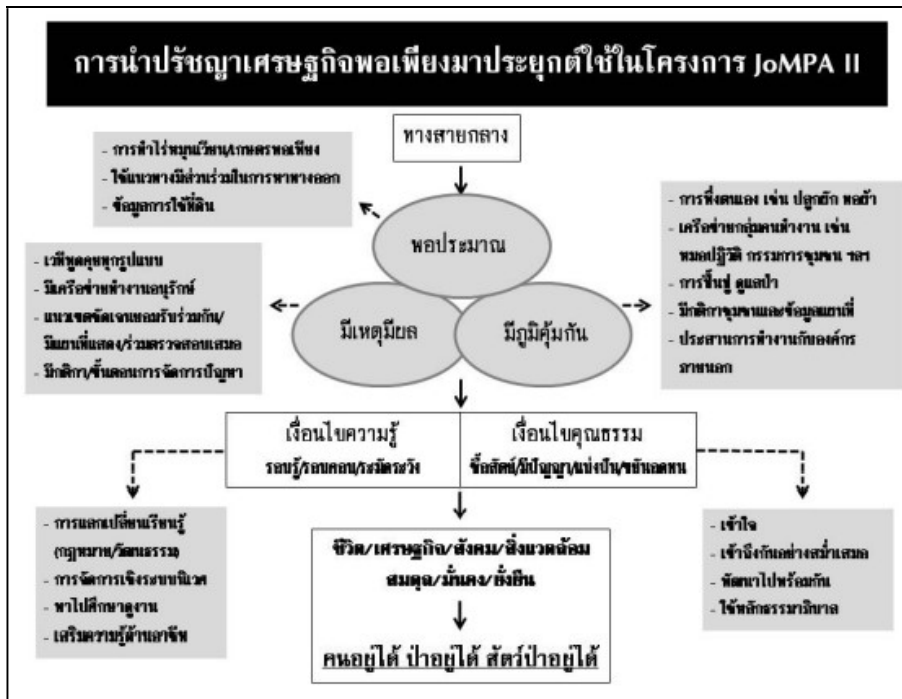 การนำปรัชญาเศรษฐกิจพอเพียงมาประยุกต์ใช้ในโครงการ JoMPA II
ทางสายกลาง
- การทำไร่หมุนเวียน/เกษตรพอเพียง
- ใช้แนวทางมีส่วนร่วมในการหาทางออก
- ข้อมูลการใช้ที่ดิน
พอประมาณ
- การพึ่งตนเอง เช่น ปลูกผัก ทอผ้า
- เครือข่ายกลุ่มคนทำงาน เช่น
หมอปฏิวัติ กรรมการชุมชน ฯลฯ
- การฟื้นฟู ดูแลป่า
- มีกติกาชุมชนและข้อมูลแผนที่
- ประสานการทำงานกับองค์กร
ภายนอก
- เวทีพูดคุยทุกรูปแบบ
- มีเครือข่ายทำงานอนุรักษ์
- แนวเขตชัดเจนยอมรับร่วมกัน/
มีแผนที่แสดง/ร่วมตรวจสอบเสมอ
- มีกติกา/ขั้นตอนการจัดการปัญหา
มีเหตุมีผล
มีภูมิคุ้มกัน
เงื่อนไขความรู้
รอบรู้/รอบคอบ/ระมัดระวัง
เงื่อนไขคุณธรรม
ซื่อสัตย์/มีปัญญา/แบ่งปัน/ขยันอดทน
- การแลกเปลี่ยนเรียนรู้
(กฎหมาย/วัฒนธรรม)
- การจัดการเชิงระบบนิเวศ
- พาไปศึกษาดูงาน
- เสริมความรู้ด้านอาชีพ
ชีวิต/เศรษฐกิจ/สังคม/สิ่งแวดล้อม
สมดุล/มั่นคง/ยั่งยืน
คนอยู่ได้ ป่าอยู่ได้ สัตว์ป่าอยู่ได้
- เข้าใจ
- เข้าถึงกันอย่างสม่ำเสมอ
- พัฒนาไปพร้อมกัน
- ใช้หลักธรรมาภิบาล